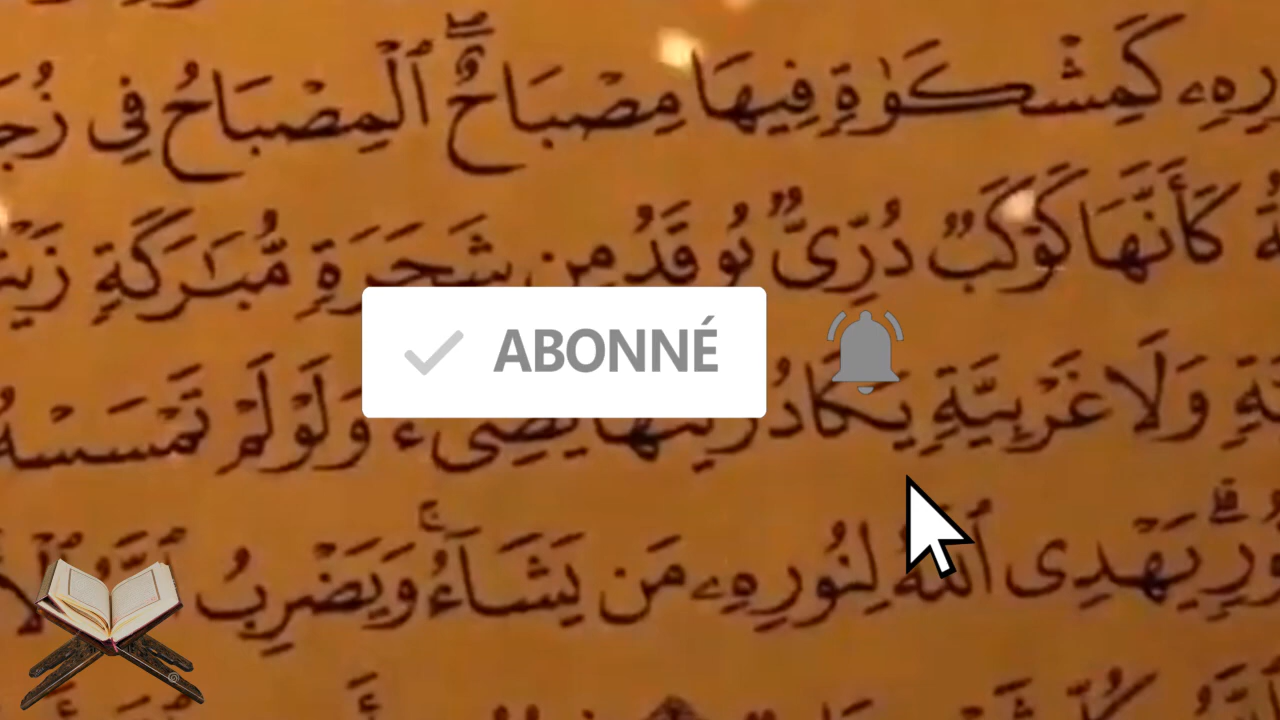 كَمِشْكَوٰةٍ فِيهَا مِصْبَاحٌ ۖ ٱلْمِصْبَاحُ فِى
كَأَنَّهَا كَوْكَبٌ دُرِّىٌّ يُوقَدُ مِن شَجَرَةٍ مُّبَـٰرَكَةٍ
وَلَا غَرْبِيَّةٍ يَكَادُ زَيْتُهَا يُضِىٓءُ وَلَوْ لَمْ تَمْسَسْهُ
يَهْدِى ٱللَّهُ لِنُورِهِۦ مَن يَشَآءُ ۚ وَيَضْرِبُ
ABONNÉ